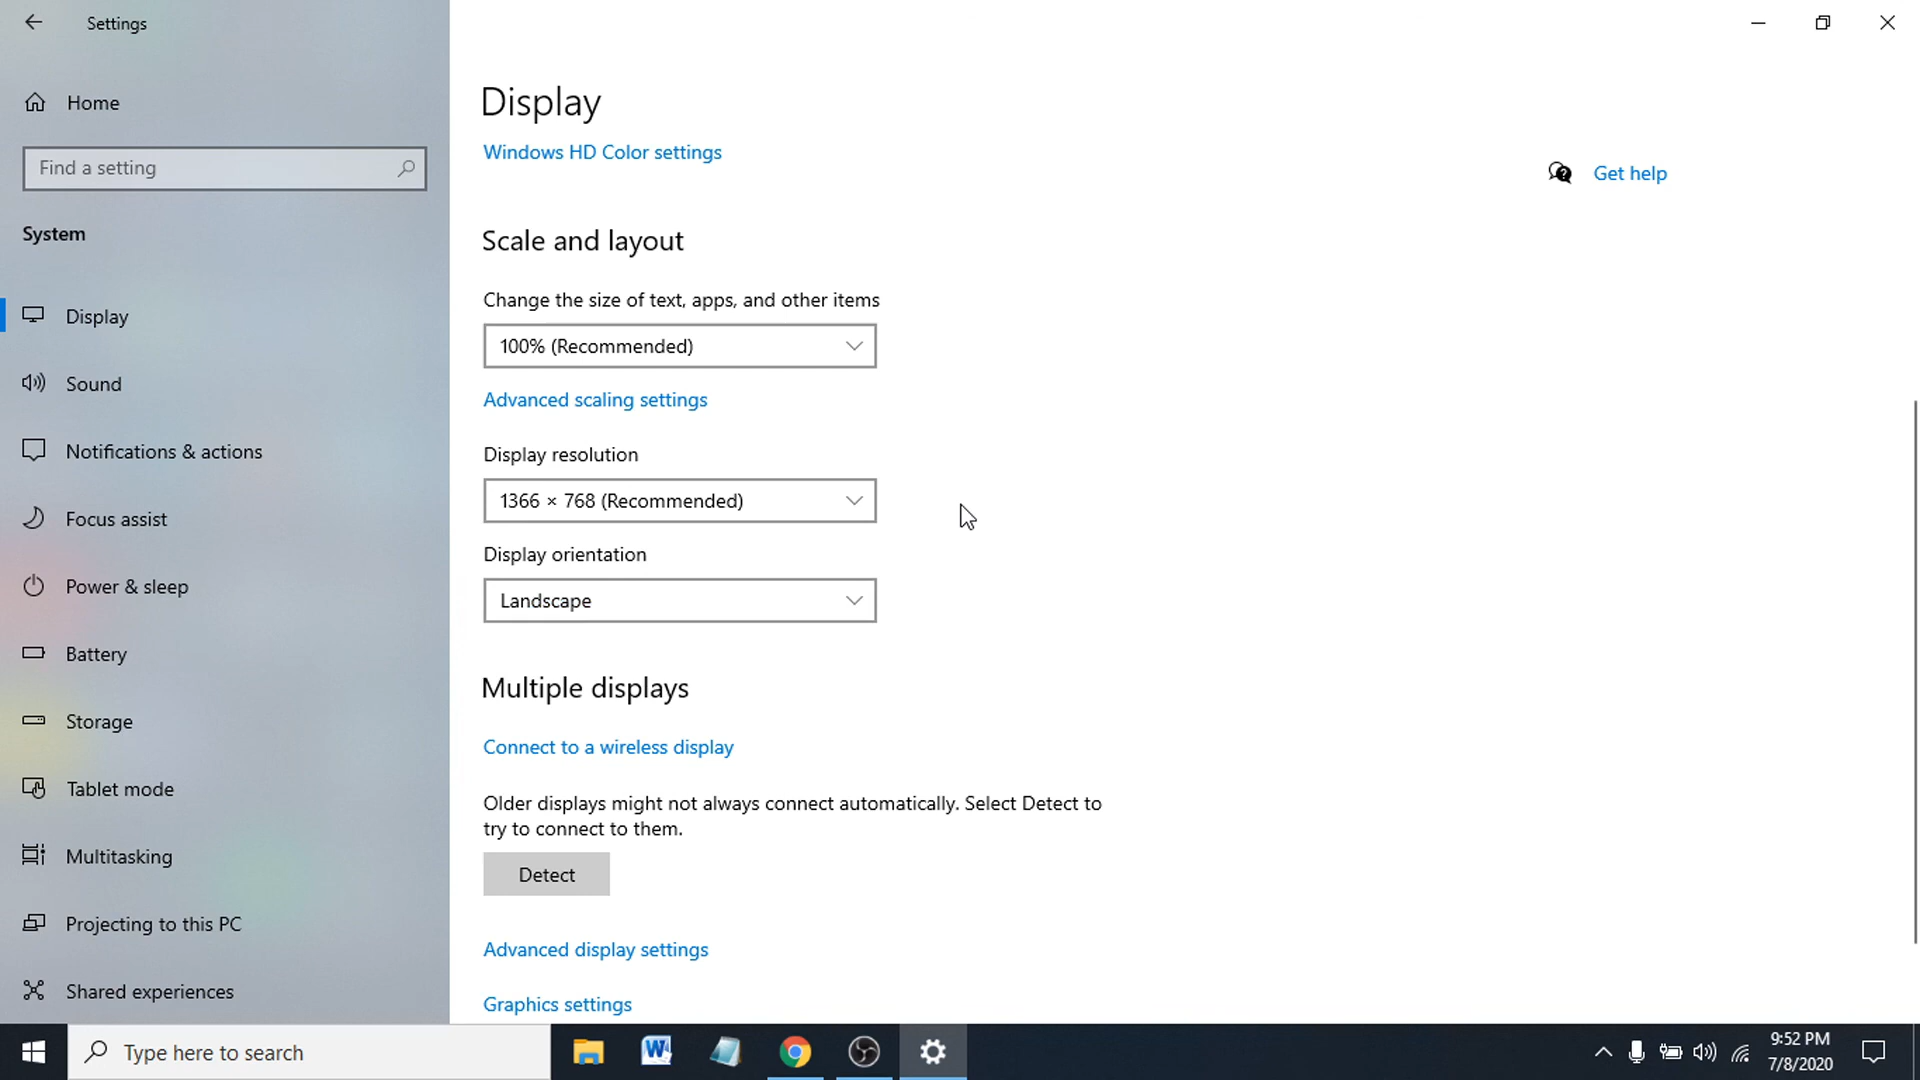 Settings
Home
Find a setting
System
Display
Sound
Notifications & actions
Focus assist
Power & sleep
Battery
Storage
Tablet mode
Multitasking
Projecting to this PC
Shared experiences
Display
Windows HD Color settings
Get help
Scale and layout
Change the size of text, apps, and other items
100% (Recommended)
Advanced scaling settings
Display resolution
1366 × 768 (Recommended)
Display orientation
Landscape
Multiple displays
Connect to a wireless display
Older displays might not always connect automatically. Select Detect to
try to connect to them.
Detect
Advanced display settings
Graphics settings
Type here to search
W
9:52 PM
7/8/2020